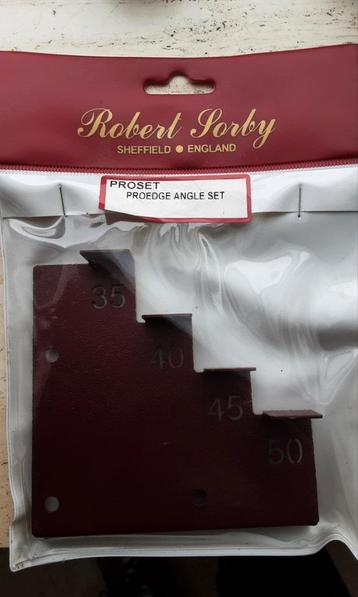 Robert Sorby
SHEFFIELD ● ENGLAND
PROSET
PROEDGE ANGLE SET
35
40
45
50